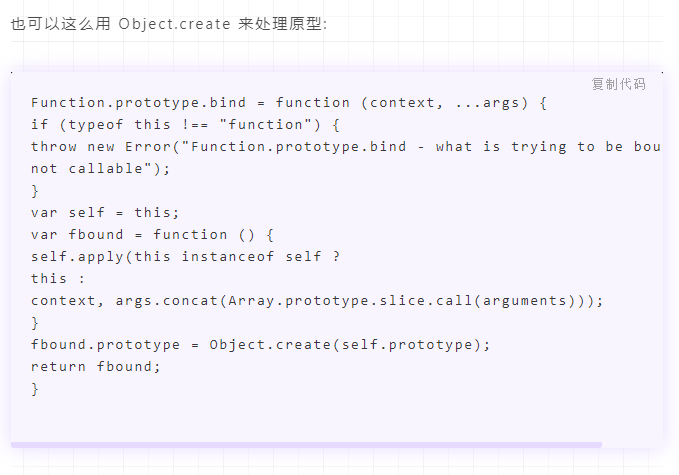 也可以这么用 Object.create 来处理原型:
复制代码
Function.prototype.bind = function (context, ...args) {
if (typeof this !== "function") {
throw new Error("Function.prototype.bind - what is trying to be bou
not callable");
}
var self = this;
var fbound = function () {
self.apply(this instanceof self ?
this :
context, args.concat(Array.prototype.slice.call(arguments)));
}
fbound.prototype = Object.create(self.prototype);
return fbound;
}